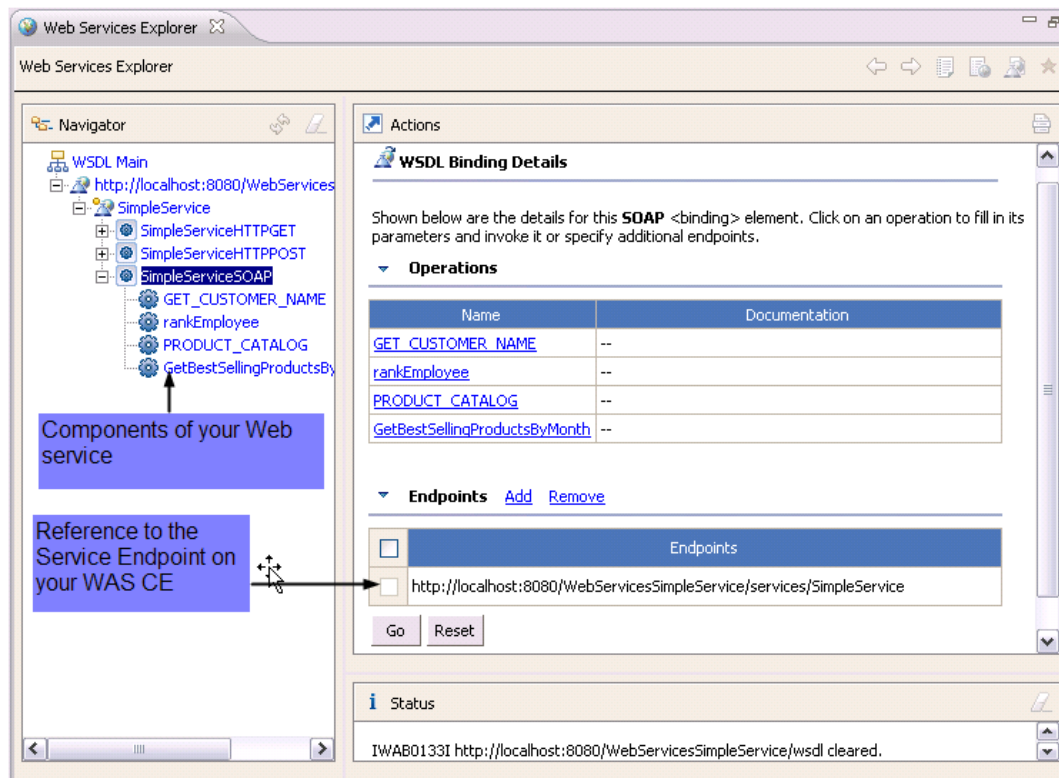 Web Services Explorer
Web Services Explorer
Navigator
WSDL Main
http://localhost:8080/WebServices
SimpleService
SimpleServiceHTTPGET
SimpleServiceHTTPPOST
SimpleServiceSOAP
GET_CUSTOMER_NAME
rankEmployee
PRODUCT_CATALOG
GetBestSellingProductsBy
Components of your Web
service
Reference to the
Service Endpoint on
your WAS CE
Actions
WSDL Binding Details
Shown below are the details for this SOAP <binding> element. Click on an operation to fill in its
parameters and invoke it or specify additional endpoints.
Operations
Name Documentation
GET_CUSTOMER_NAME --
rankEmployee --
PRODUCT_CATALOG --
GetBestSellingProductsByMonth --
Endpoints Add Remove
Endpoints
http://localhost:8080/WebServicesSimpleService/services/SimpleService
Go Reset
i Status
IWAB0133I http://localhost:8080/WebServicesSimpleService/wsdl cleared.